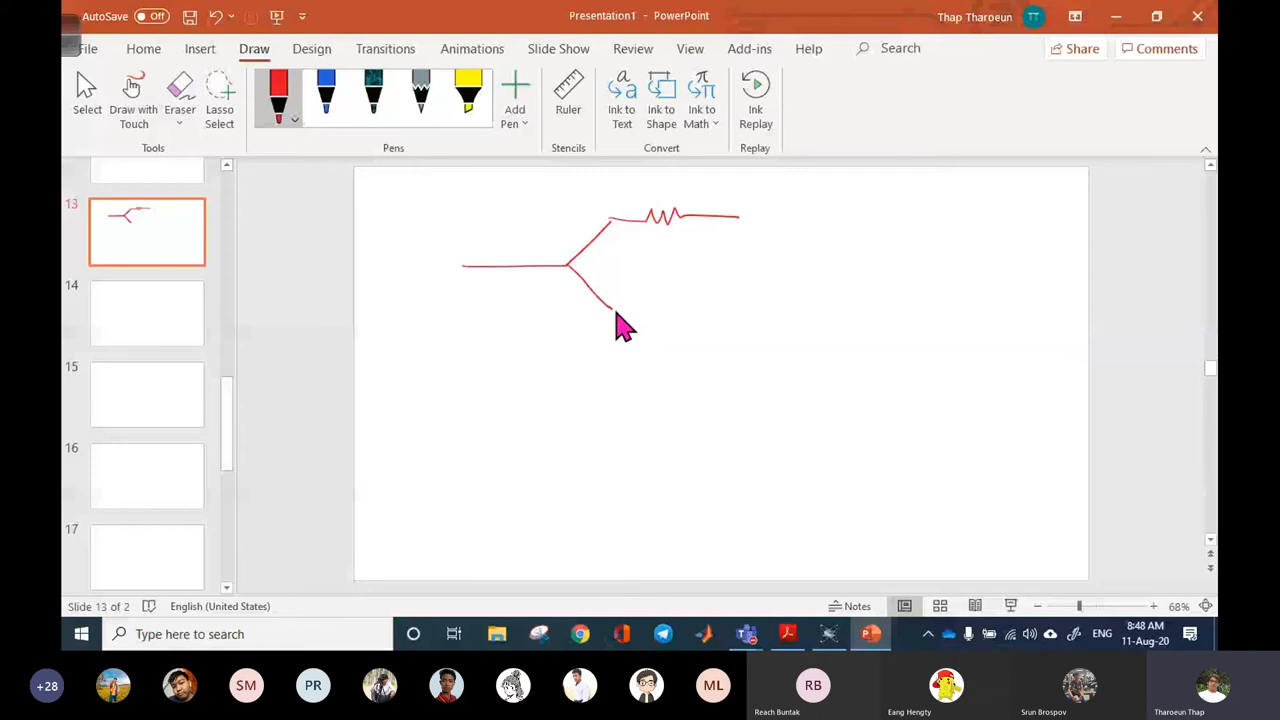 AutoSave Off Presentation1 - PowerPoint Thap Tharoeun TT
File Home Insert Draw Design Transitions Animations Slide Show Review View Add-ins Help Search Share Comments
Select Draw with Touch Eraser Lasso Select Add Pen Ruler Ink to Text Ink to Shape Ink to Math Ink Replay
Tools Pens Stencils Convert Replay
13
14
15
16
17
Slide 13 of 2 English (United States) Notes 68%
Type here to search ENG 8:48 AM
11-Aug-20
+28 SM PR ML RB
Reach Buntak Eang Hengty Srun Brospov Tharoeun Thap